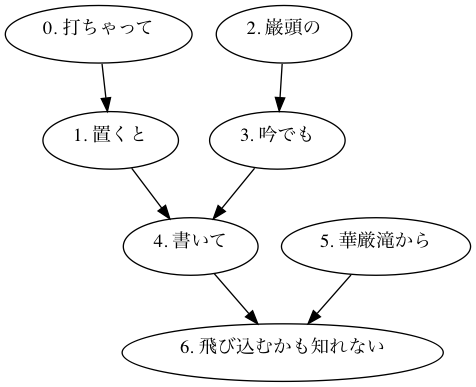 0. 打ちゃって
2. 巌頭の
1. 置くと
3. 吟でも
4. 書いて
5. 華厳滝から
6. 飛び込むかも知れない